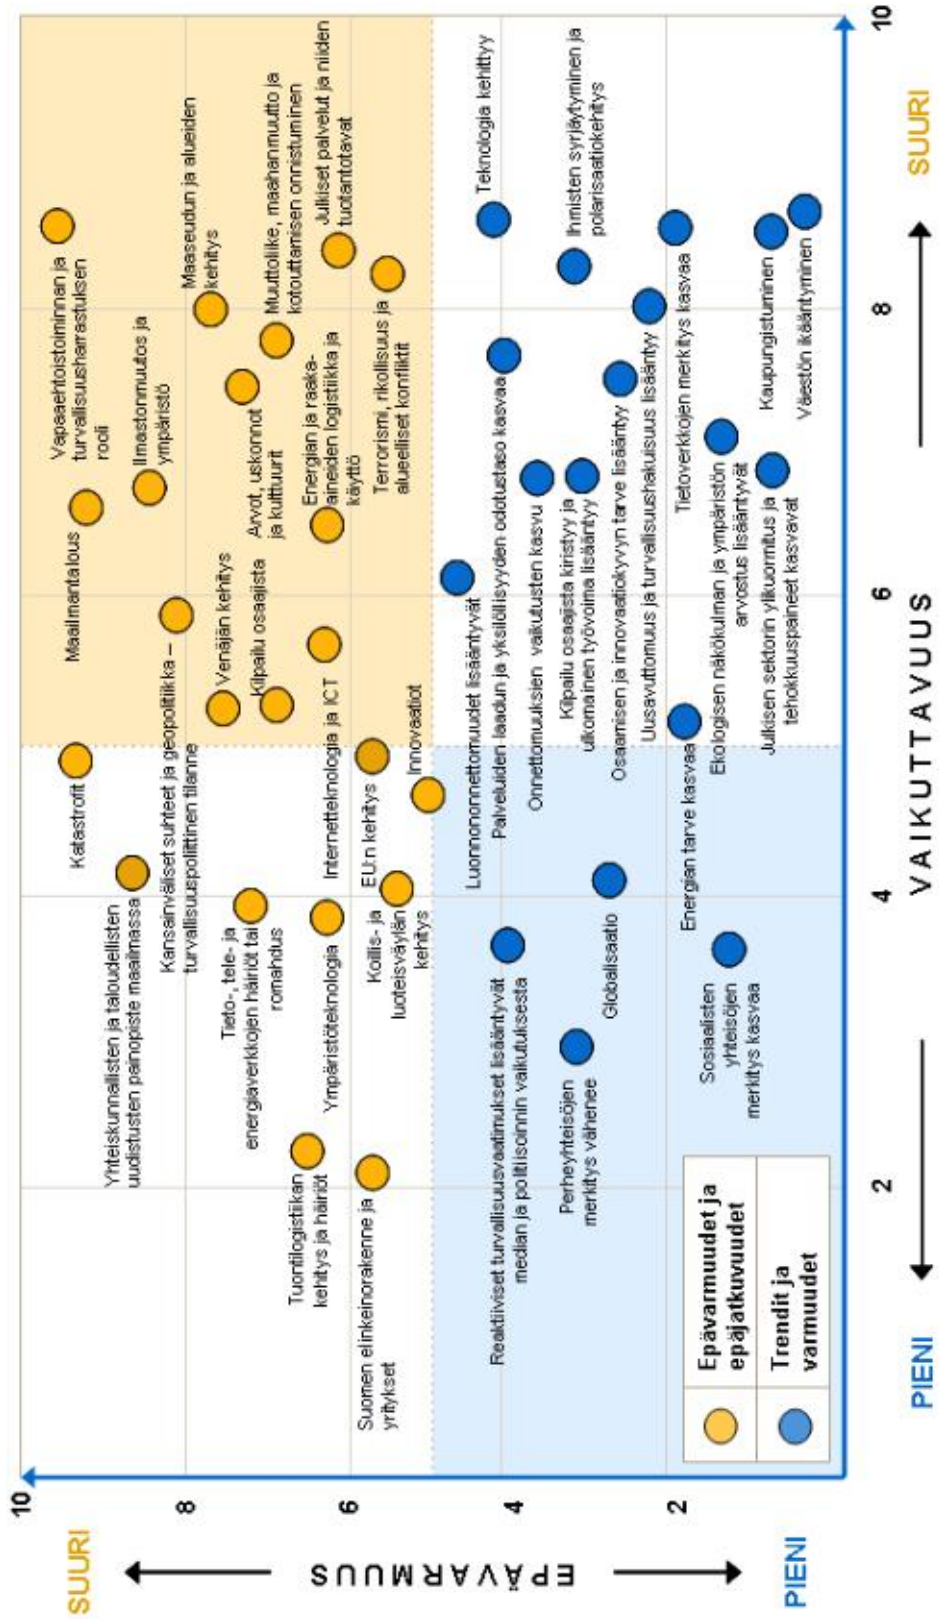 SUURI
EPÄVARMUUS
PIENI
10
8
6
4
2
Vapaaehtoistoiminnan ja
turvallisuusharrastuksen
rooli
Maailmantalous
Ilmastonmuutos ja
ympäristö
Katastrofit
Yhteiskunnallisten ja taloudellisten
uudistusten painopiste maailmassa
Kansainväliset suhteet ja geopolitiikka –
turvallisuuspoliittinen tilanne
Maaseudun ja alueiden
kehitys
Venäjän kehitys
Arvot, uskonnot
ja kulttuurit
Muuttoliike, maahanmuutto ja
kotouttamisen onnistuminen
Kilpailu osaajista
Tieto-, tele- ja
energiaverkkojen häiriöt tai
romahdus
Energian ja raaka-
aineiden logistiikka ja
käyttö
Julkiset palvelut ja niiden
tuotantotavat
Internetteknologia ja ICT
Ympäristöteknologia
Tuontilogistiikan
kehitys ja häiriöt
Terrorismi, rikollisuus ja
alueelliset konfliktit
EU:n kehitys
Suomen elinkeinorakenne ja
yritykset
Koillis- ja
luoteisväylän
kehitys
Innovaatiot
Luonnononnettomuudet lisääntyvät
Teknologia kehittyy
Palveluiden laadun ja yksilöllisyyden odotustaso kasvaa
Reaktiiviset turvallisuusvaatimukset lisääntyvät
median ja politisoinnin vaikutuksesta
Onnettomuuksien vaikutusten kasvu
Ihmisten syrjäytyminen ja
polarisaatiokehitys
Kilpailu osaajista kiristyy ja
ulkomainen työvoima lisääntyy
Perheyhteisöjen
merkitys vähenee
Globalisaatio
Osaamisen ja innovaatiokyvyn tarve lisääntyy
Uusavuttomuus ja turvallisuushakuisuus lisääntyy
Tietoverkkojen merkitys kasvaa
Energian tarve kasvaa
Ekologisen näkökulman ja ympäristön
arvostus lisääntyvät
Sosiaalisten
yhteisöjen
merkitys kasvaa
Julkisen sektorin ylikuormitus ja
tehokkuuspaineet kasvavat
Kaupungistuminen
Väestön ikääntyminen
Epävarmuudet ja
epäjatkuvuudet
Trendit ja
varmuudet
2
4
6
8
10
PIENI
VAIKUTTAVUUS
SUURI